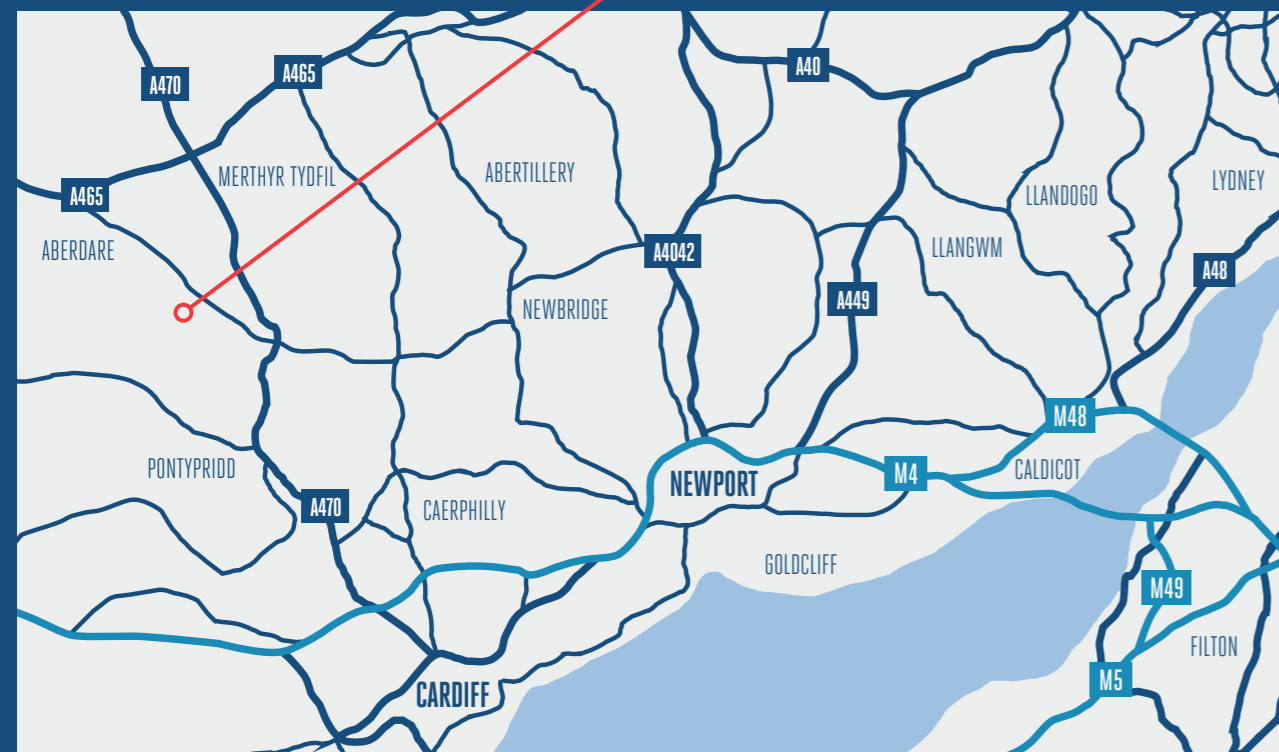 A40
A465
A470
MERTHYR TYDFIL
ABERTILLERY
LLANDOGO
LYDNEY
A465
ABERDARE
A4042
LLANGWM
A48
NEWBRIDGE
A449
M48
PONTYPRIDD
NEWPORT
M4
CALDICOT
A470
CAERPHILLY
GOLDCLIFF
M49
FILTON
CARDIFF
M5